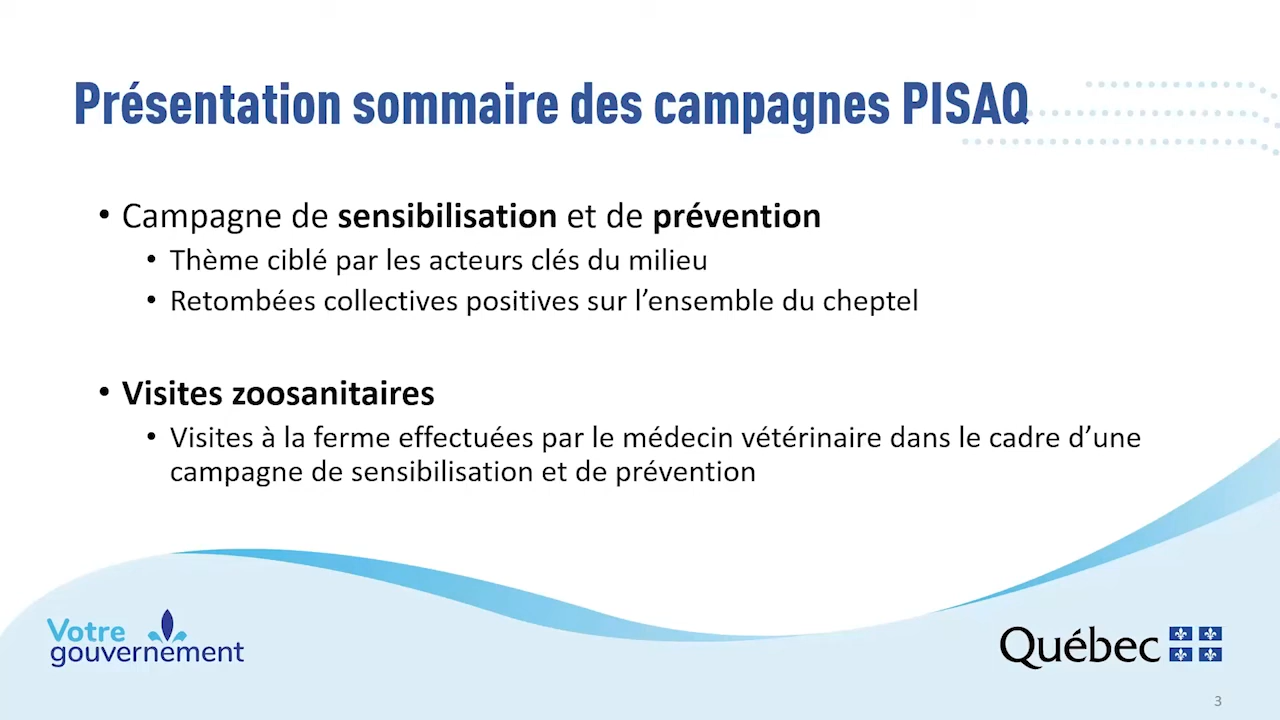 Présentation sommaire des campagnes PISAQ
• Campagne de sensibilisation et de prévention
• Thème ciblé par les acteurs clés du milieu
• Retombées collectives positives sur l’ensemble du cheptel
• Visites zoosanitaires
• Visites à la ferme effectuées par le médecin vétérinaire dans le cadre d’une
campagne de sensibilisation et de prévention
Votre
gouvernement
Québec
3